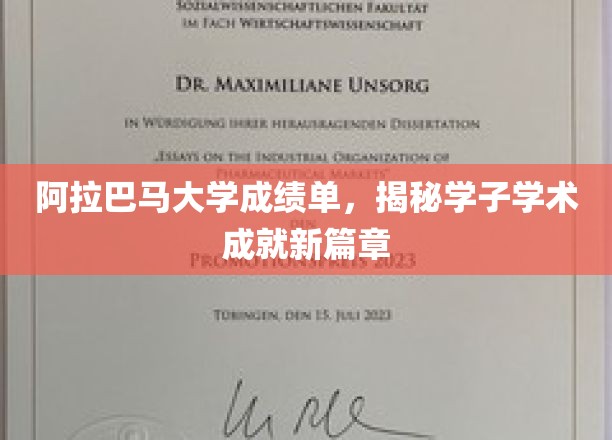 SOZIALWISSENSCHAFTLICHEN FAKULTÄT
IM FACH WIRTSCHAFTSWISSENSCHAFT
DR. MAXIMILIANE UNSORG
IN WÜRDIGUNG IHRER HERAUSRAGENDEN DISSERTATION
„ESSAYS ON THE INDUSTRIAL ORGANIZATION OF
PHARMACEUTICAL MARKETS"
阿拉巴马大学成绩单，揭秘学子学术
成就新篇章
PROMOTIONSPREIS 2023
TÜBINGEN, DEN 15. JULI 2023